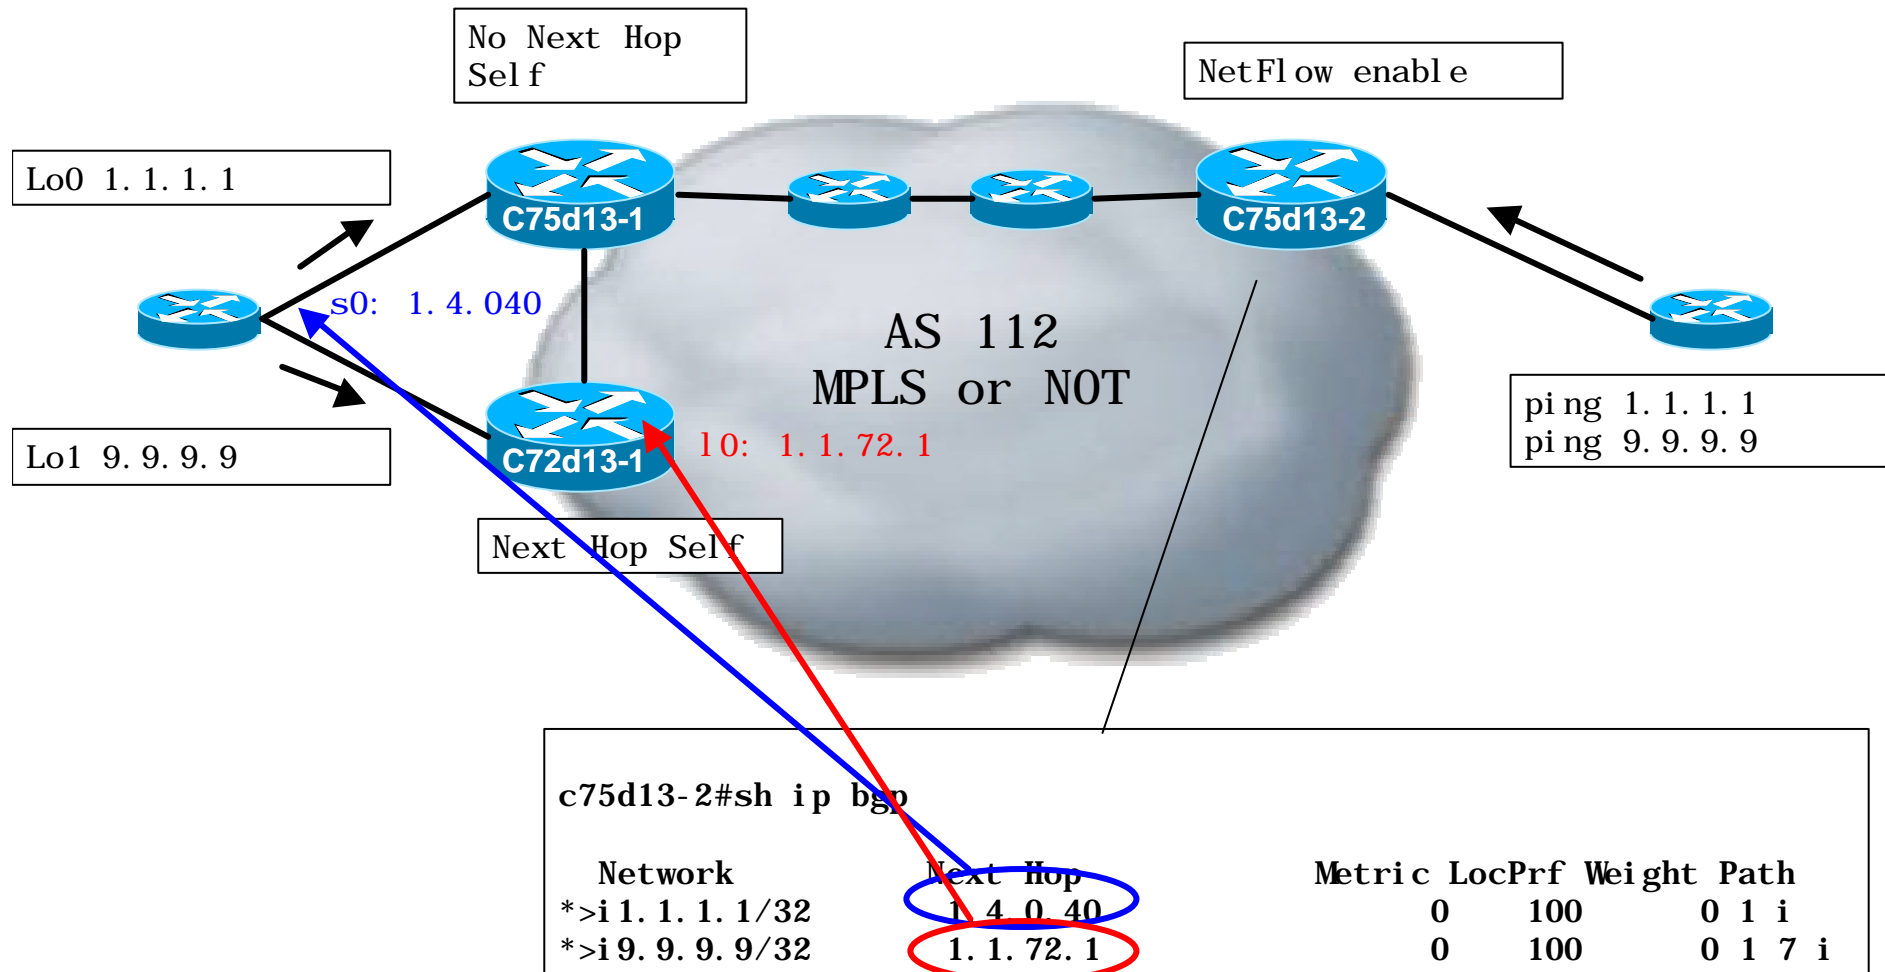 No Next Hop
Self
NetFlow enable
Lo0 1.1.1.1
C75d13-1
C75d13-2
s0: 1.4.040
AS 112
MPLS or NOT
ping 1.1.1.1
ping 9.9.9.9
Lo1 9.9.9.9
C72d13-1
l0: 1.1.72.1
Next Hop Self
c75d13-2#sh ip bgp
Network Next Hop Metric LocPrf Weight Path
*>i1.1.1.1/32 1.4.0.40 0 100 0 1 i
*>i9.9.9.9/32 1.1.72.1 0 100 0 1 7 i